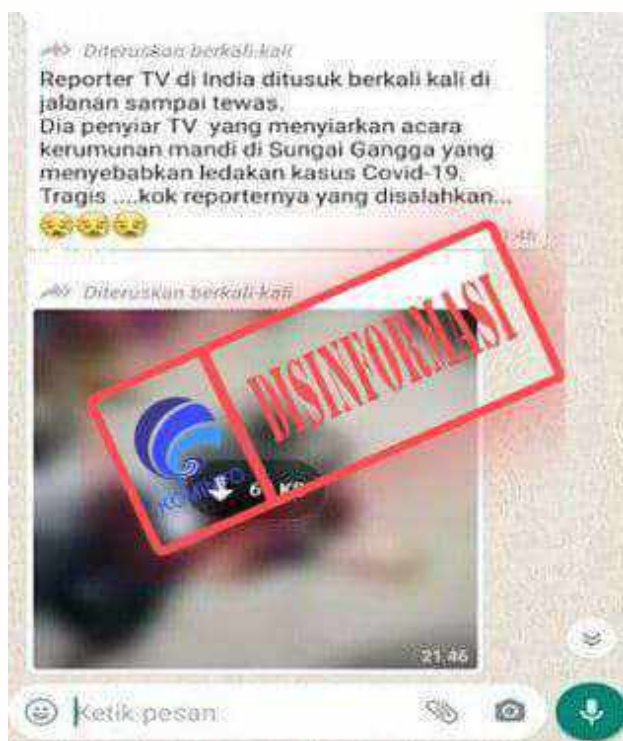 Diteruskan berkali-kali
Reporter TV di India ditusuk berkali kali di
jalanan sampai tewas.
Dia penyiar TV yang menyiarkan acara
kerumunan mandi di Sungai Gangga yang
menyebabkan ledakan kasus Covid-19.
Tragis ....kok reporternya yang disalahkan...
Diteruskan berkali-kali
DISINFORMASI
KOMINFO
21.46
Ketik pesan